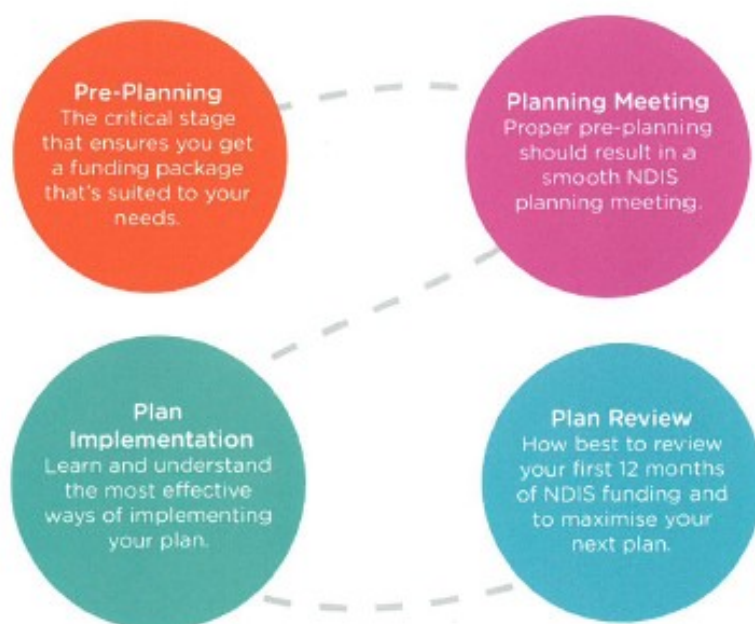 Pre-Planning
The critical stage
that ensures you get
a funding package
that's suited to your
needs.
Planning Meeting
Proper pre-planning
should result in a
smooth NDIS
planning meeting.
Plan
Implementation
Learn and understand
the most effective
ways of implementing
your plan.
Plan Review
How best to review
your first 12 months
of NDIS funding and
to maximise your
next plan.